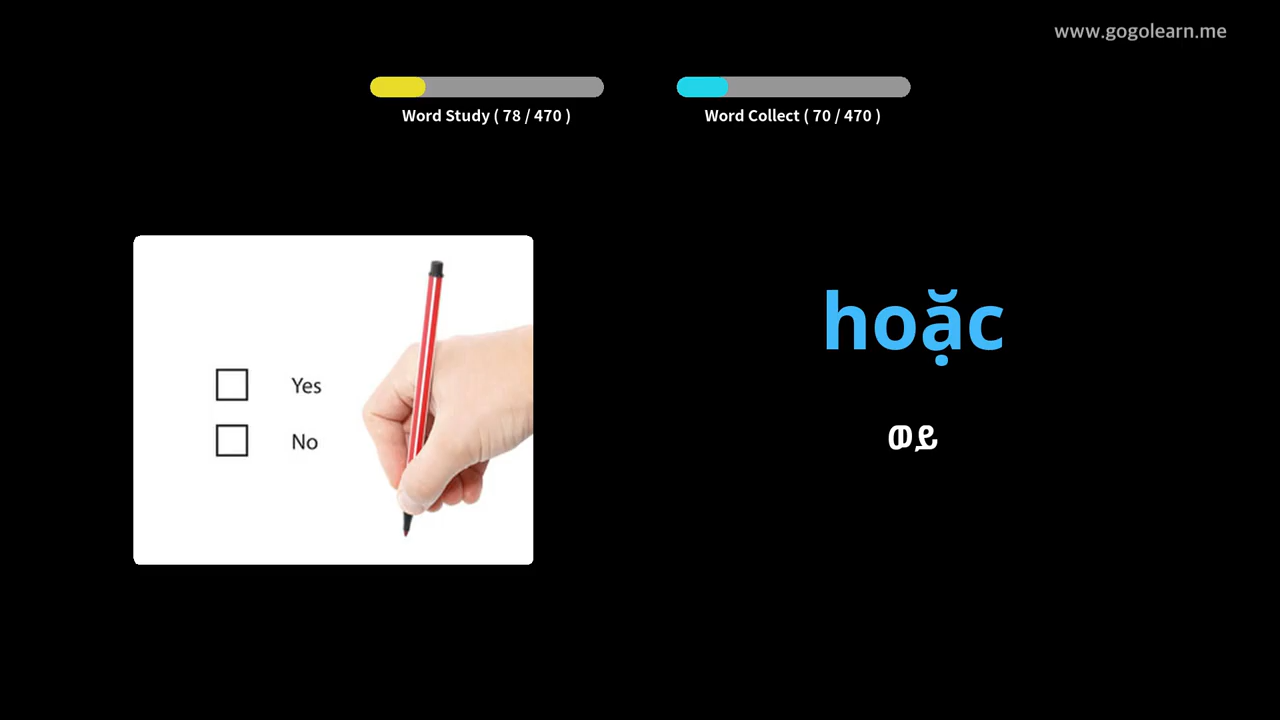 www.gogolearn.me
Word Study ( 78 / 470 )
Word Collect ( 70 / 470 )
Yes
No
hoặc
ወይ